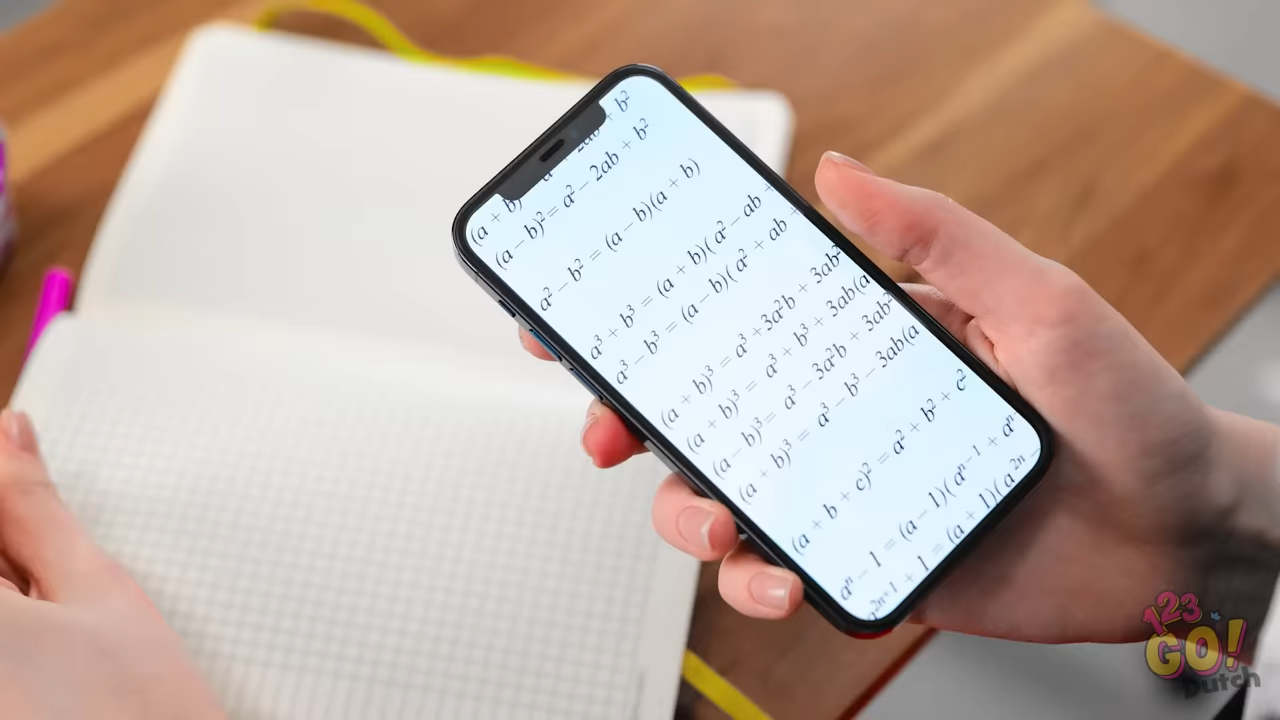 (a + b) a 2ab + b²
(a − b)² = a² − 2ab + b²
a² − b² = (a − b)(a + b)
a³ + b³ = (a + b)(a² − ab +
a³ − b³ = (a − b)(a² + ab +
(a + b)³ = a³ + 3a²b + 3ab²
(a + b)³ = a³ + b³ + 3ab(a
(a − b)³ = a³ − 3a²b + 3ab²
(a + b)³ = a³ − b³ − 3ab(a
(a + b + c)² = a² + b² + c²
aⁿ − 1 = (a − 1)(aⁿ⁻¹ + aⁿ⁻
a²ⁿ⁺¹ + 1 = (a + 1)(a²ⁿ −
123
GO!
Dutch